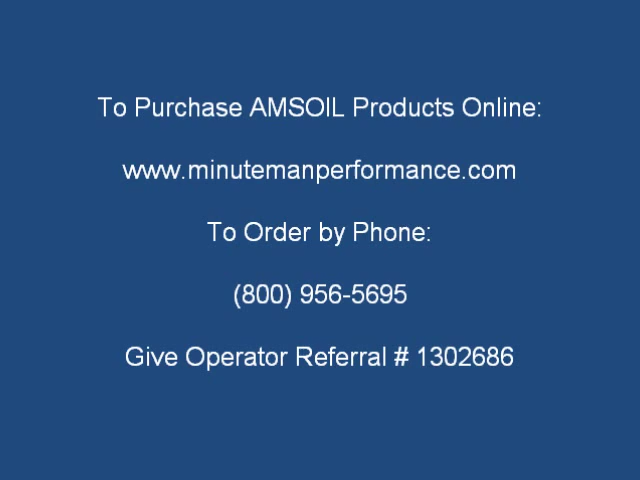 To Purchase AMSOIL Products Online:
www.minutemanperformance.com
To Order by Phone:
(800) 956-5695
Give Operator Referral # 1302686